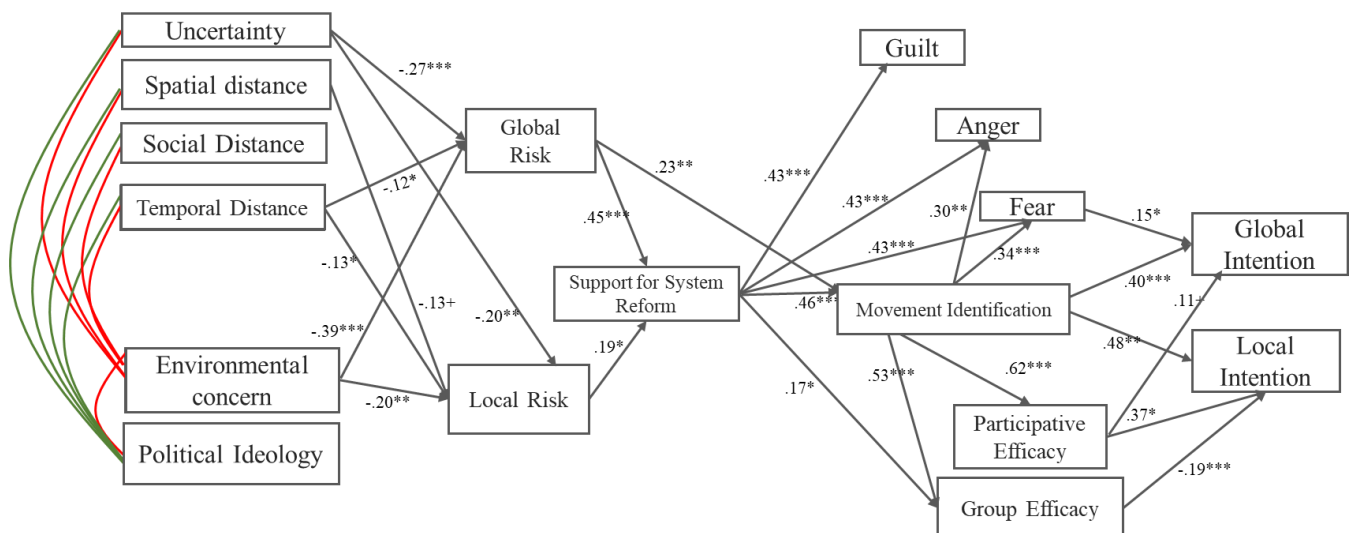 Uncertainty
Spatial distance
Social Distance
Temporal Distance
Environmental
concern
Political Ideology
-.27***
-.12*
-.13*
-.39***
-.13+
-.20**
-.20**
Global
Risk
Local Risk
.23**
.45***
.19*
Support for System
Reform
.43***
.43***
.43***
.46***
.17*
Guilt
Anger
Fear
.30**
.34***
Movement Identification
.53***
.62***
Participative
Efficacy
Group Efficacy
.15*
.40***
.11+
.48**
.37*
-.19***
Global
Intention
Local
Intention